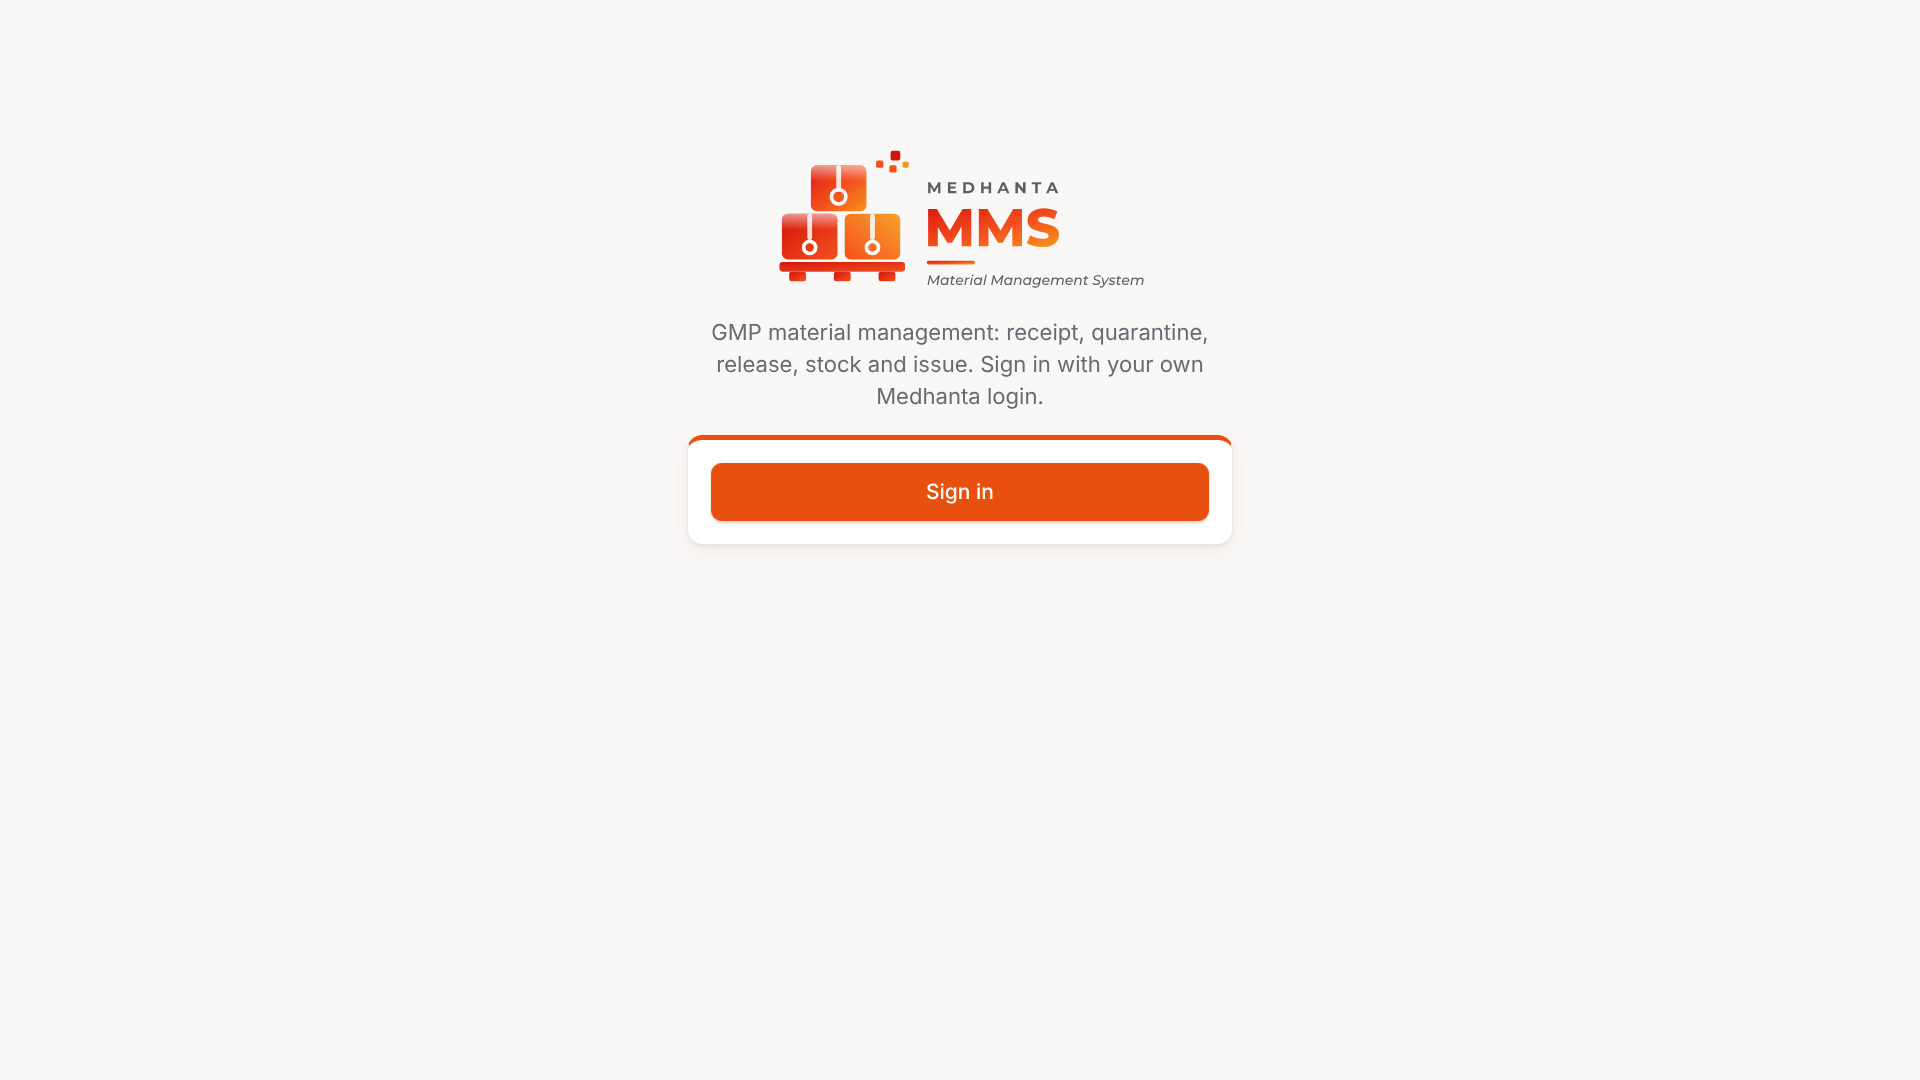 MEDHANTA
MMS
Material Management System
GMP material management: receipt, quarantine,
release, stock and issue. Sign in with your own
Medhanta login.
Sign in